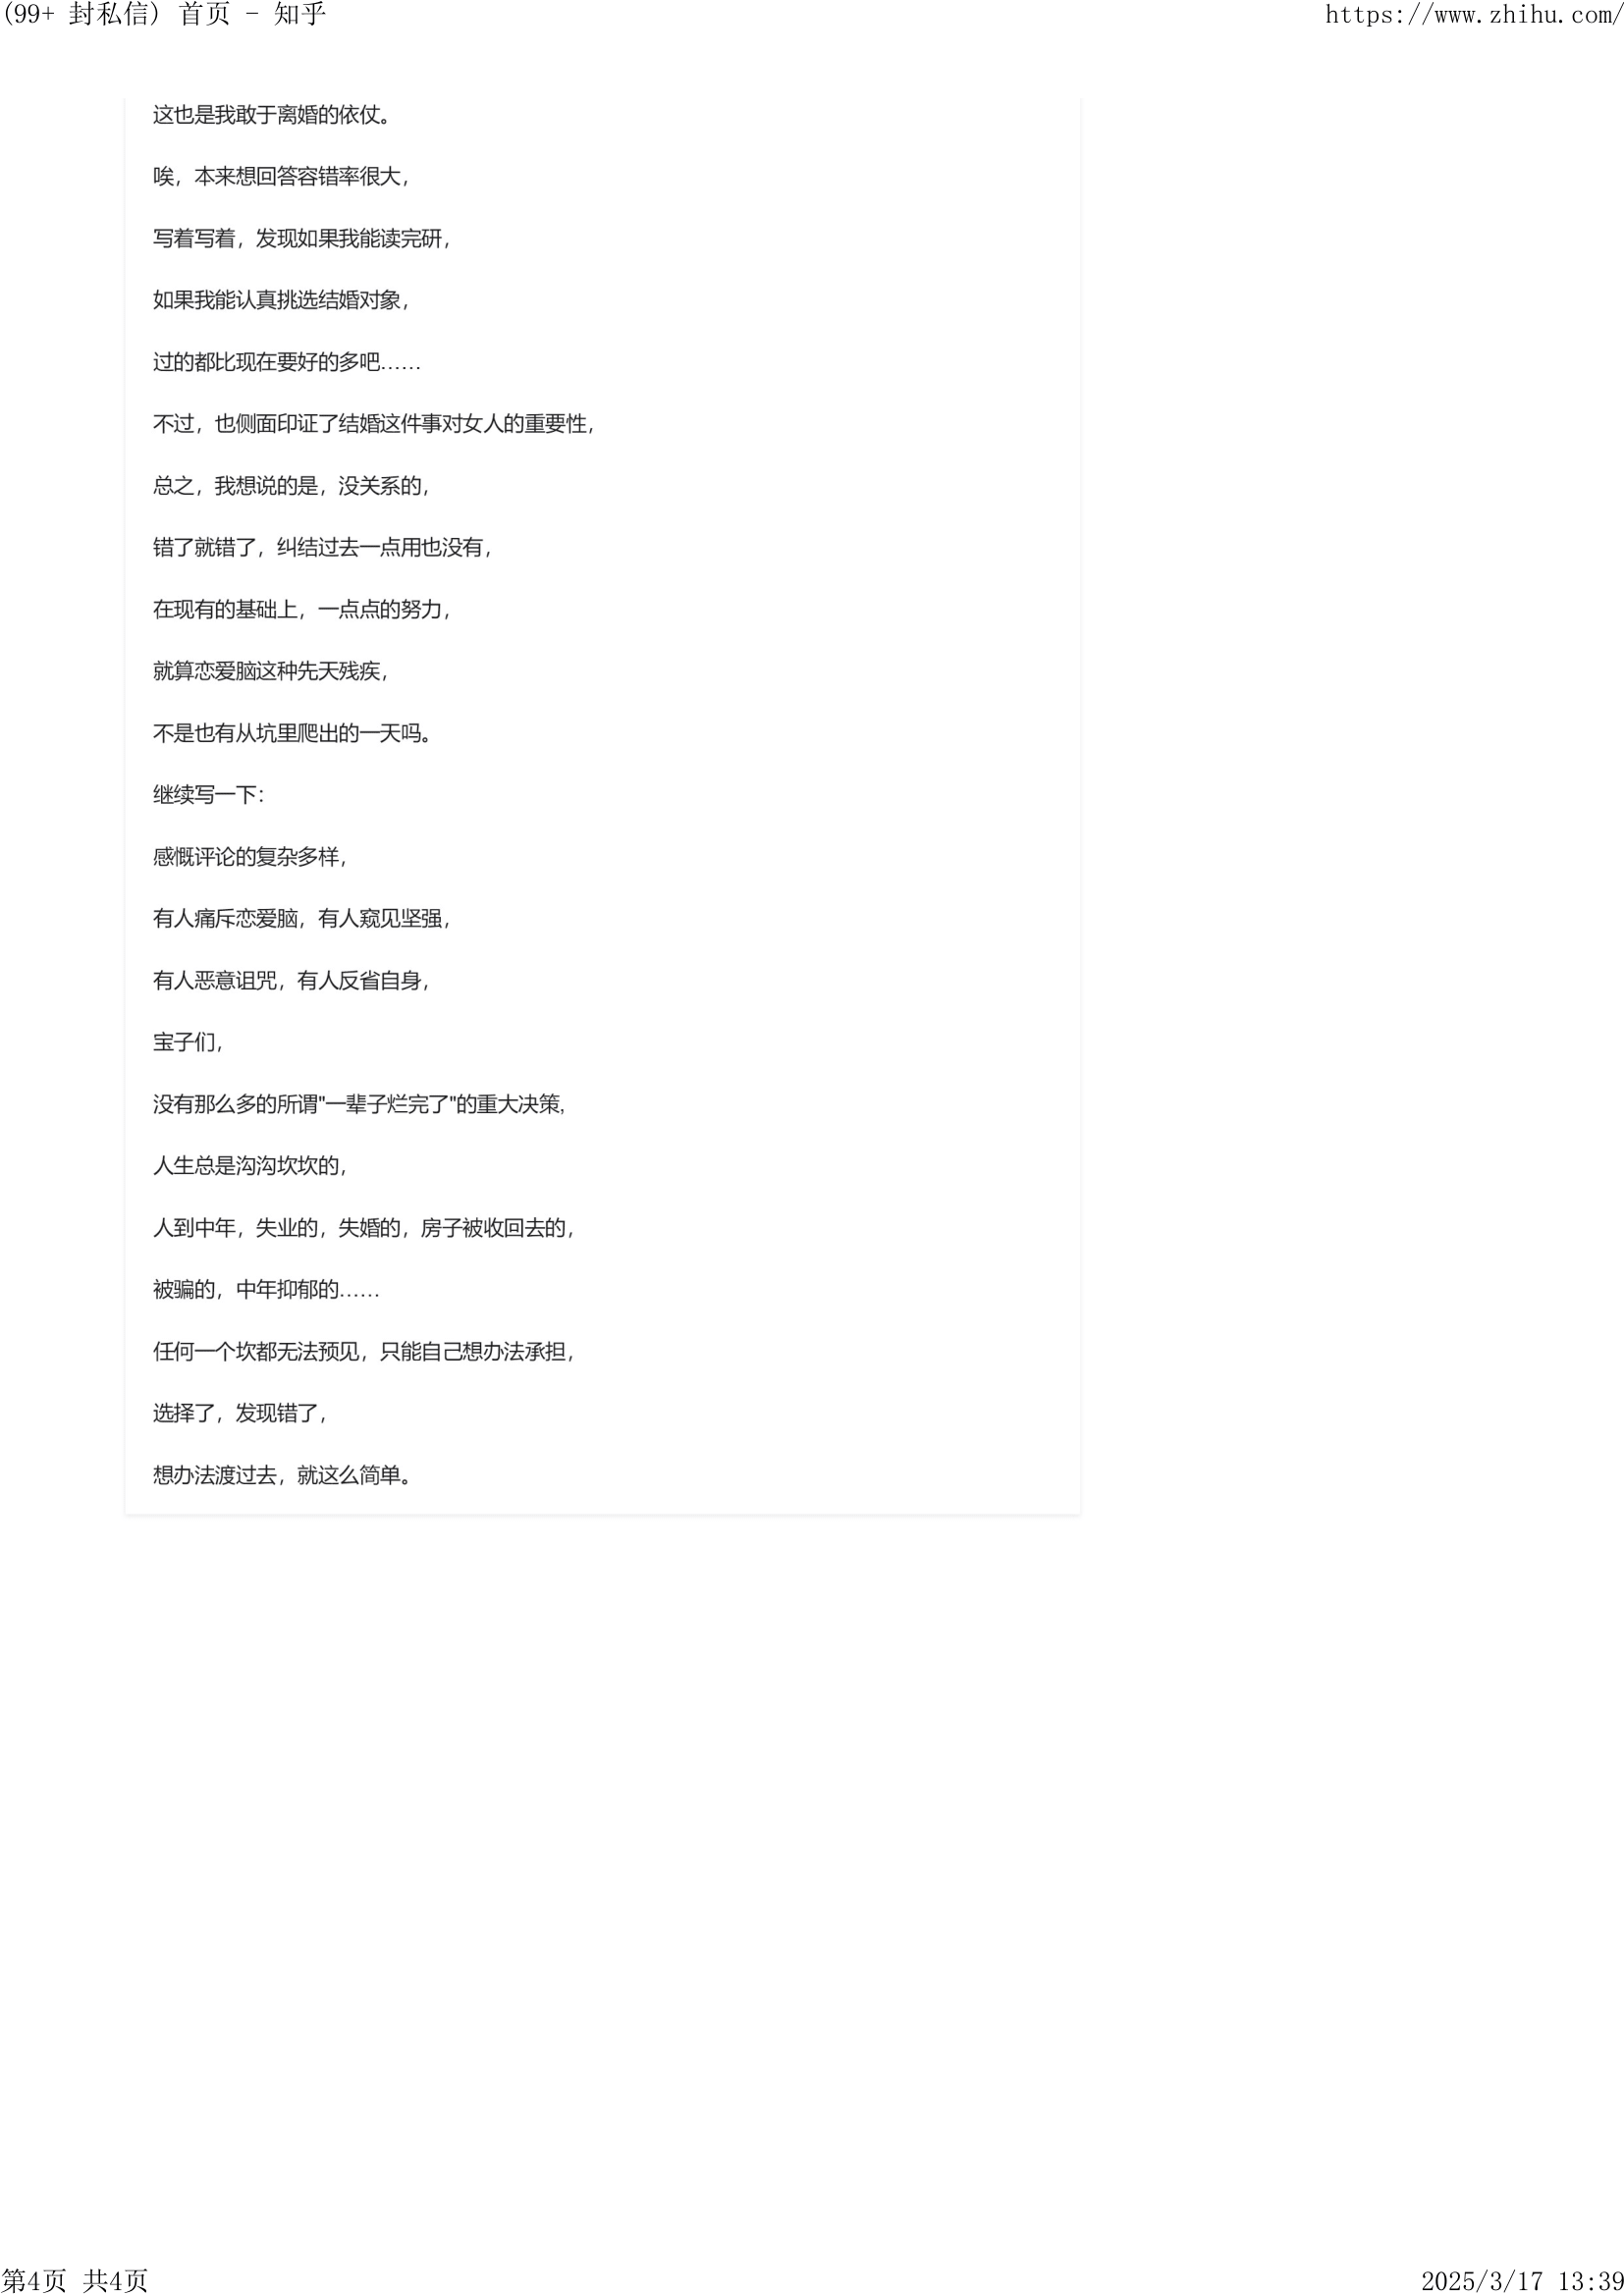 (99+ 封私信) 首页 - 知乎
https://www.zhihu.com/
这也是我敢于离婚的依仗。
唉，本来想回答容错率很大，
写着写着，发现如果我能读完研，
如果我能认真挑选结婚对象，
过的都比现在要好的多吧……
不过，也侧面印证了结婚这件事对女人的重要性，
总之，我想说的是，没关系的，
错了就错了，纠结过去一点用也没有，
在现有的基础上，一点点的努力，
就算恋爱脑这种先天残疾，
不是也有从坑里爬出的一天吗。
继续写一下：
感慨评论的复杂多样，
有人痛斥恋爱脑，有人窥见坚强，
有人恶意诅咒，有人反省自身，
宝子们，
没有那么多的所谓"一辈子烂完了"的重大决策,
人生总是沟沟坎坎的，
人到中年，失业的，失婚的，房子被收回去的，
被骗的，中年抑郁的……
任何一个坎都无法预见，只能自己想办法承担，
选择了，发现错了，
想办法渡过去，就这么简单。
第4页 共4页
2025/3/17 13:39